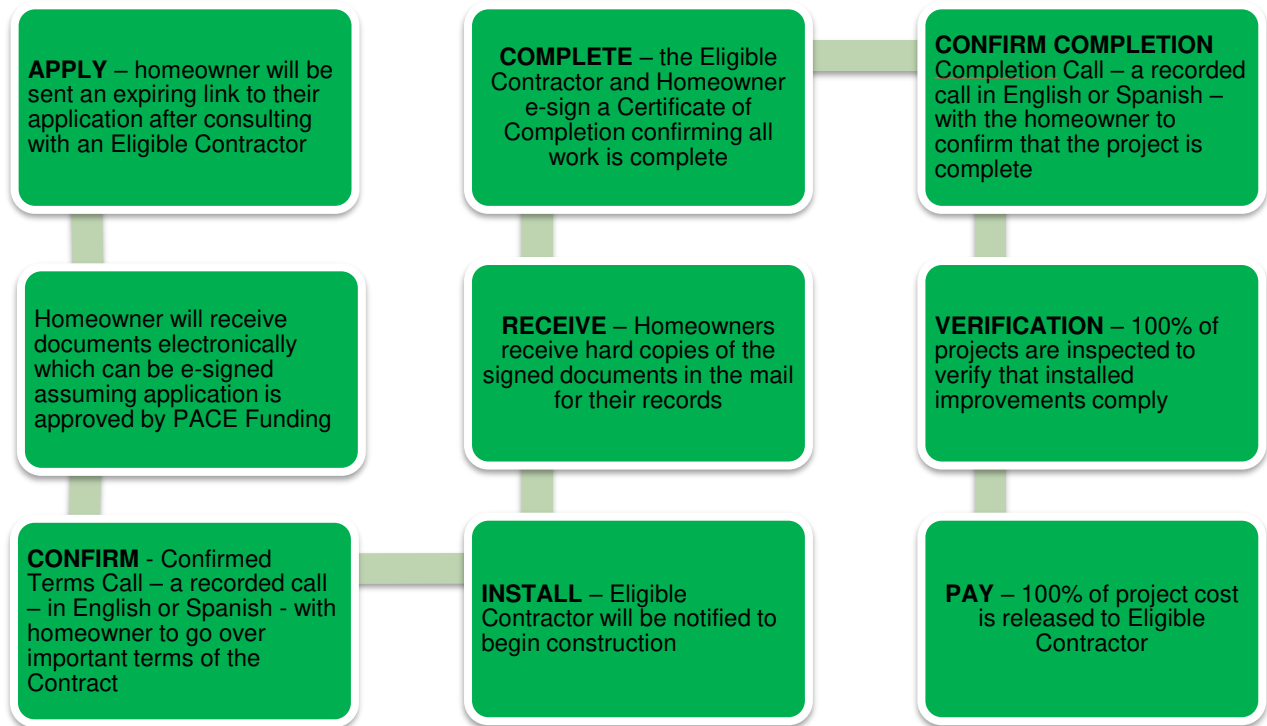 APPLY – homeowner will be
sent an expiring link to their
application after consulting
with an Eligible Contractor
Homeowner will receive
documents electronically
which can be e-signed
assuming application is
approved by PACE Funding
CONFIRM - Confirmed
Terms Call – a recorded call
– in English or Spanish - with
homeowner to go over
important terms of the
Contract
INSTALL – Eligible
Contractor will be notified to
begin construction
RECEIVE – Homeowners
receive hard copies of the
signed documents in the mail
for their records
COMPLETE – the Eligible
Contractor and Homeowner
e-sign a Certificate of
Completion confirming all
work is complete
CONFIRM COMPLETION
Completion Call – a recorded
call in English or Spanish –
with the homeowner to
confirm that the project is
complete
VERIFICATION – 100% of
projects are inspected to
verify that installed
improvements comply
PAY – 100% of project cost
is released to Eligible
Contractor